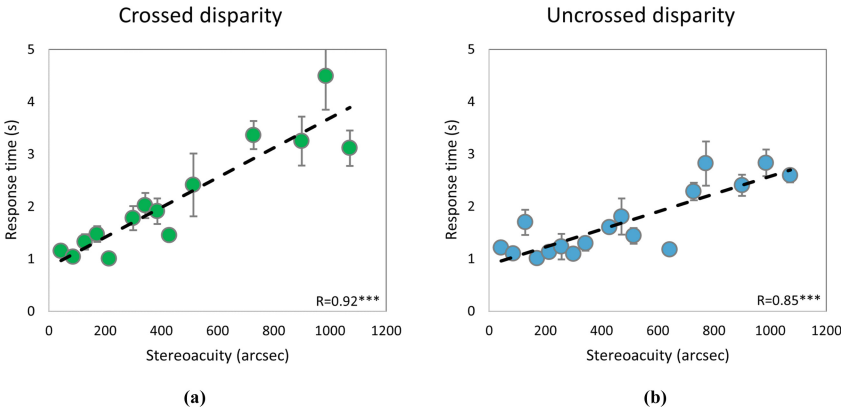 Crossed disparity
5
4
3
2
1
0
Response time (s)
0 200 400 600 800 1000 1200
Stereoacuity (arcsec)
R=0.92***
(a)
Uncrossed disparity
5
4
3
2
1
0
Response time (s)
0 200 400 600 800 1000 1200
Stereoacuity (arcsec)
R=0.85***
(b)